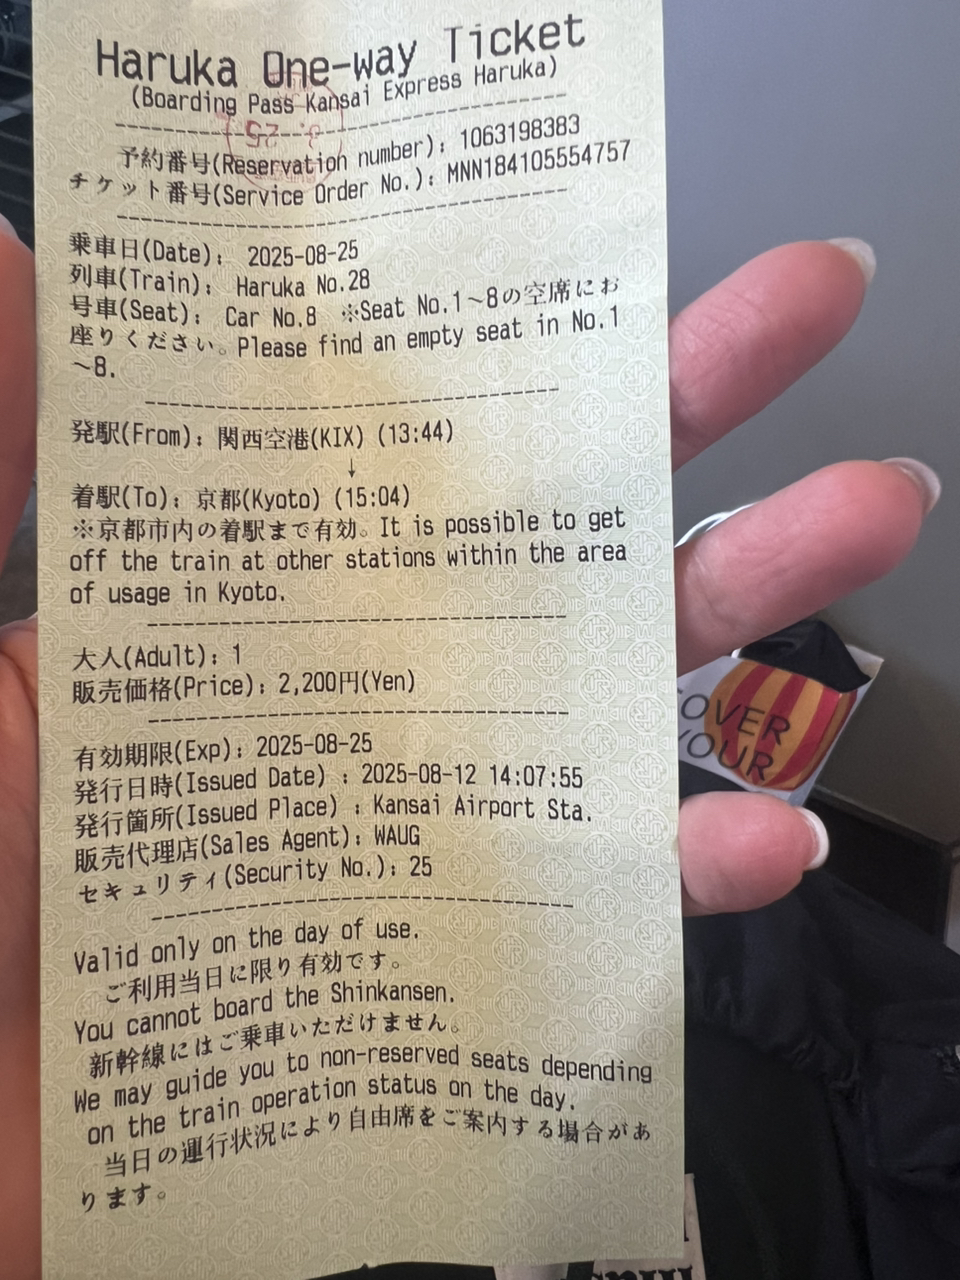 Haruka One-way Ticket
(Boarding Pass Kansai Express Haruka)
予約番号(Reservation number): 1063198383
チケット番号(Service Order No.): MNN184105554757
乗車日(Date): 2025-08-25
列車(Train): Haruka No.28
号車(Seat): Car No.8 ※Seat No.1~8の空席にお
座りください。Please find an empty seat in No.1
~8.
発駅(From): 関西空港(KIX) (13:44)
↓
着駅(To): 京都(Kyoto) (15:04)
※京都市内の着駅まで有効。It is possible to get
off the train at other stations within the area
of usage in Kyoto.
大人(Adult): 1
販売価格(Price): 2,200円(Yen)
有効期限(Exp): 2025-08-25
発行日時(Issued Date) : 2025-08-12 14:07:55
発行箇所(Issued Place) : Kansai Airport Sta.
販売代理店(Sales Agent): WAUG
セキュリティ(Security No.): 25
Valid only on the day of use.
ご利用当日に限り有効です。
You cannot board the Shinkansen.
新幹線にはご乗車いただけません。
We may guide you to non-reserved seats depending
on the train operation status on the day.
当日の運行状況により自由席をご案内する場合があ
ります。
OVER
YOUR